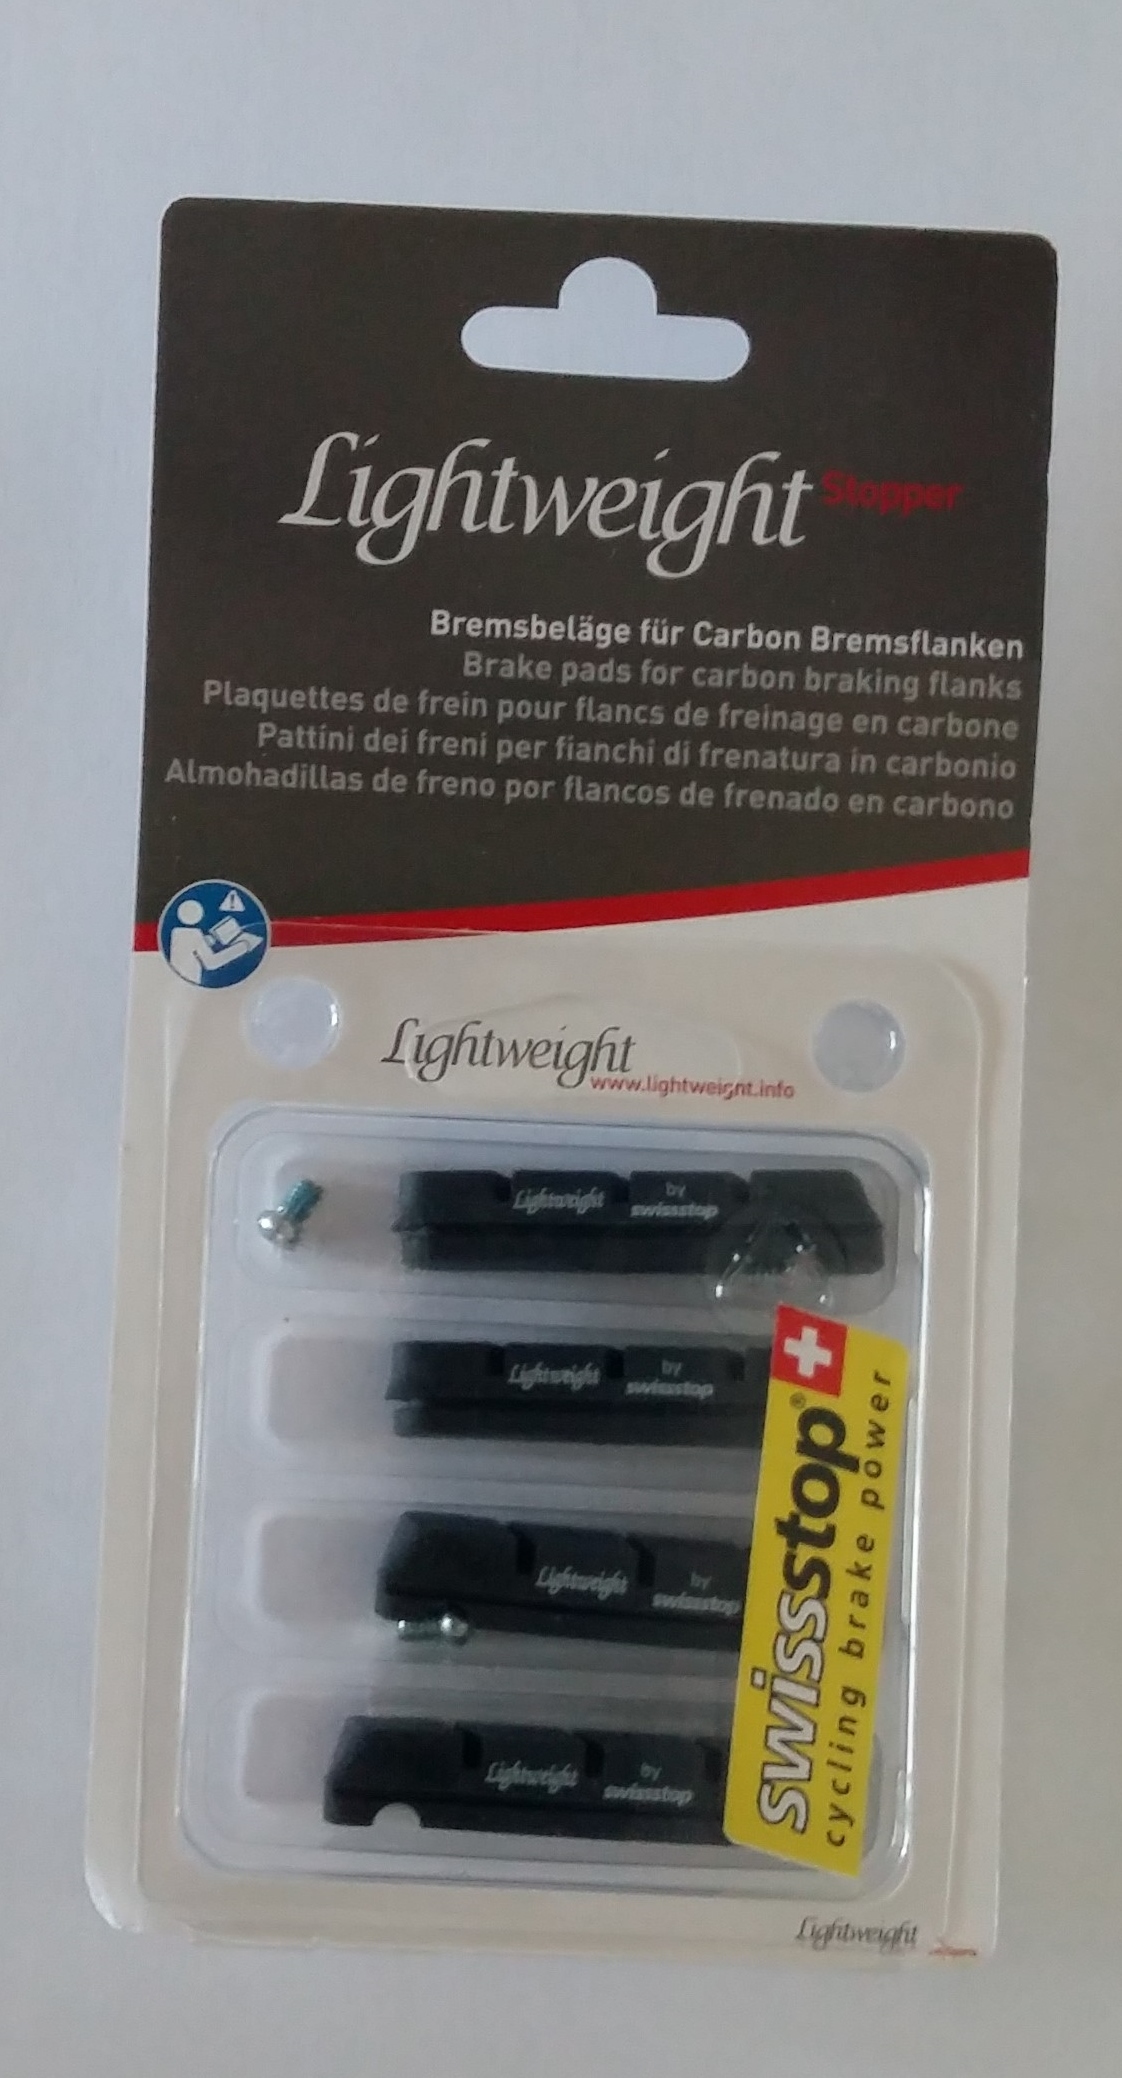 Lightweight Stopper
Bremsbeläge für Carbon Bremsflanken
Brake pads for carbon braking flanks
Plaquettes de frein pour flancs de freinage en carbone
Pattini dei freni per fianchi di frenatura in carbonio
Almohadillas de freno por flancos de frenado en carbono
Lightweight
www.lightweight.info
Lightweight by
swissstop
Lightweight by
swissstop
Lightweight by
swissstop
Lightweight by
swissstop
swissstop®
cycling brake power
Lightweight